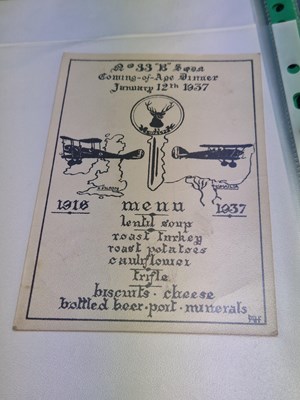 No 33 "B" Sqdn
Coming-of-Age Dinner
January 12th 1937
LONDON
1916
menu
1937
lentil soup
roast turkey
roast potatoes
cauliflower
trifle
biscuits · cheese
bottled beer · port · minerals